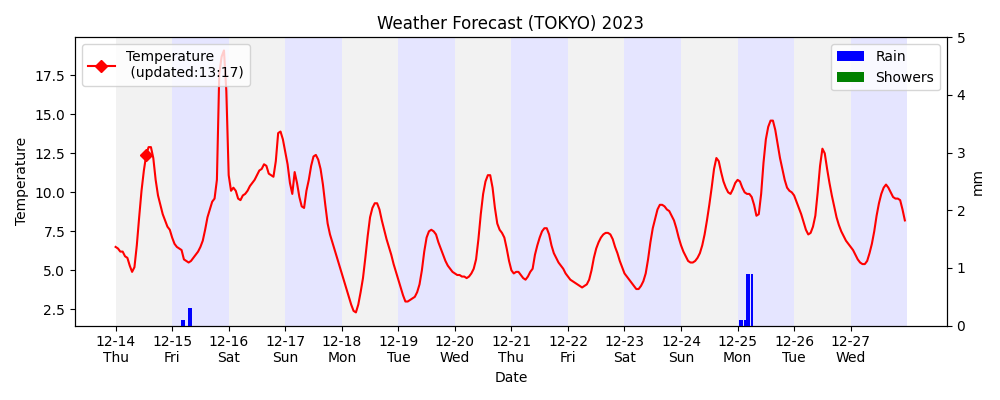 Weather Forecast (TOKYO) 2023
Temperature
(updated:13:17)
Rain
Showers
Temperature
17.5
15.0
12.5
10.0
7.5
5.0
2.5
mm
5
4
3
2
1
0
12-14 12-15 12-16 12-17 12-18 12-19 12-20 12-21 12-22 12-23 12-24 12-25 12-26 12-27
Thu Fri Sat Sun Mon Tue Wed Thu Fri Sat Sun Mon Tue Wed
Date